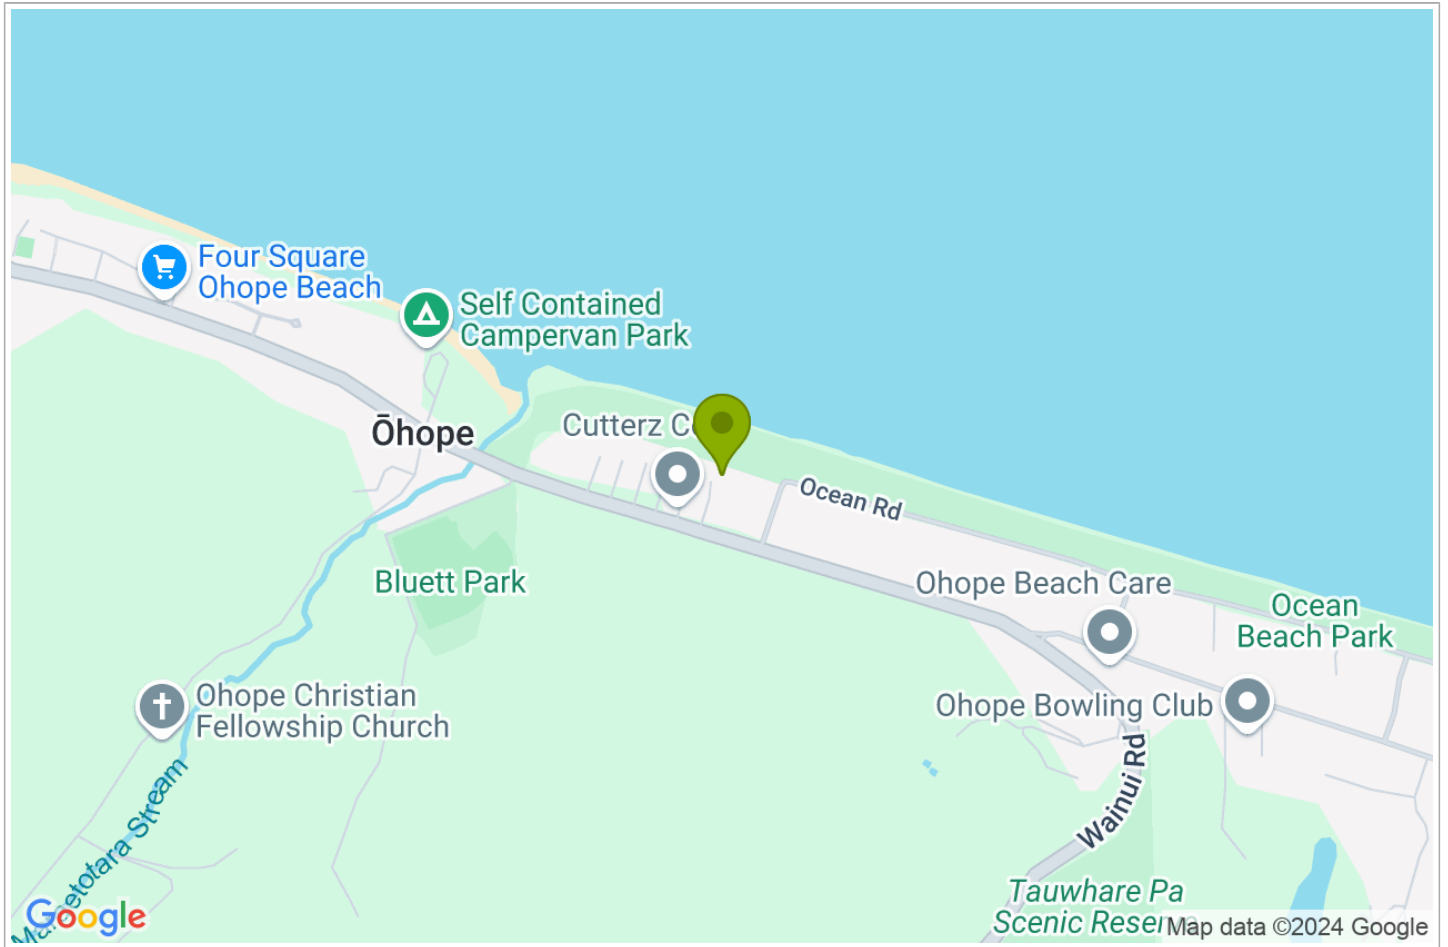 Four Square
Ohope Beach
Self Contained
Campervan Park
Ōhope
Cutterz
Ocean Rd
Bluett Park
Ohope Beach Care
Ocean
Beach Park
Ohope Christian
Fellowship Church
Ohope Bowling Club
Wainui Rd
Stream
Tauwhare Pa
Scenic
Google
Map data ©2024 Google